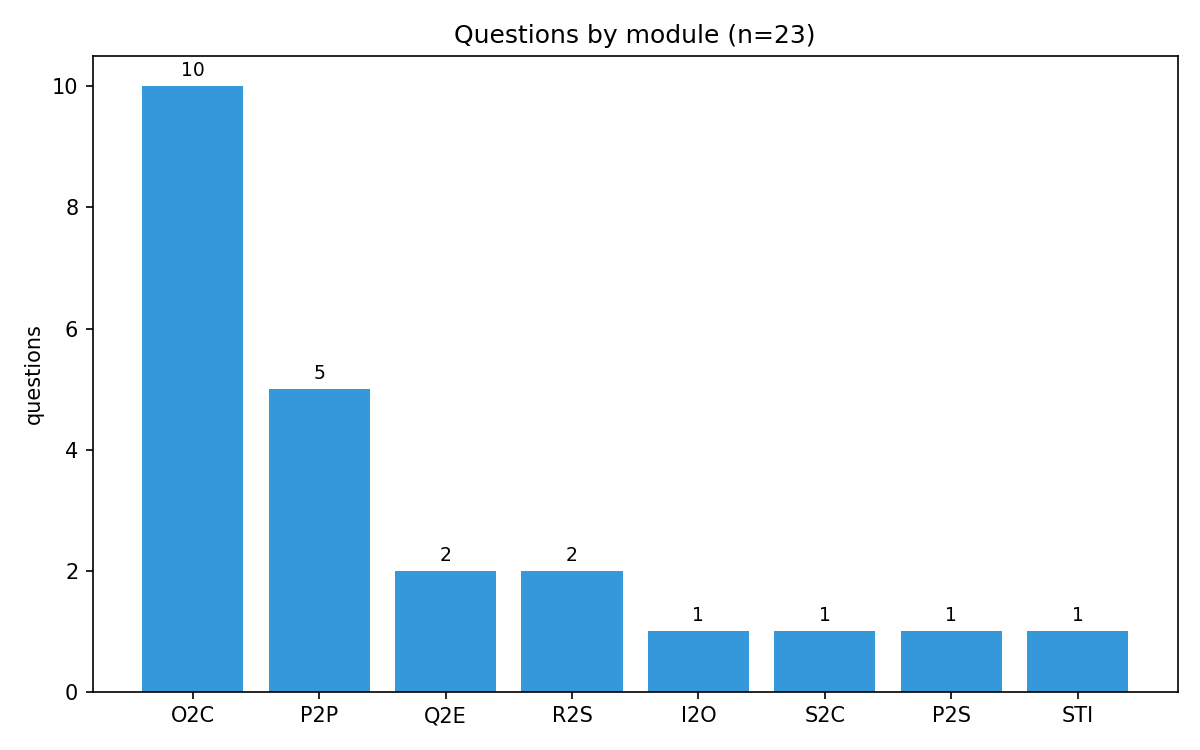 Questions by module (n=23)
questions
10
8
6
4
2
0
10
5
2
2
1
1
1
1
O2C
P2P
Q2E
R2S
I2O
S2C
P2S
STI